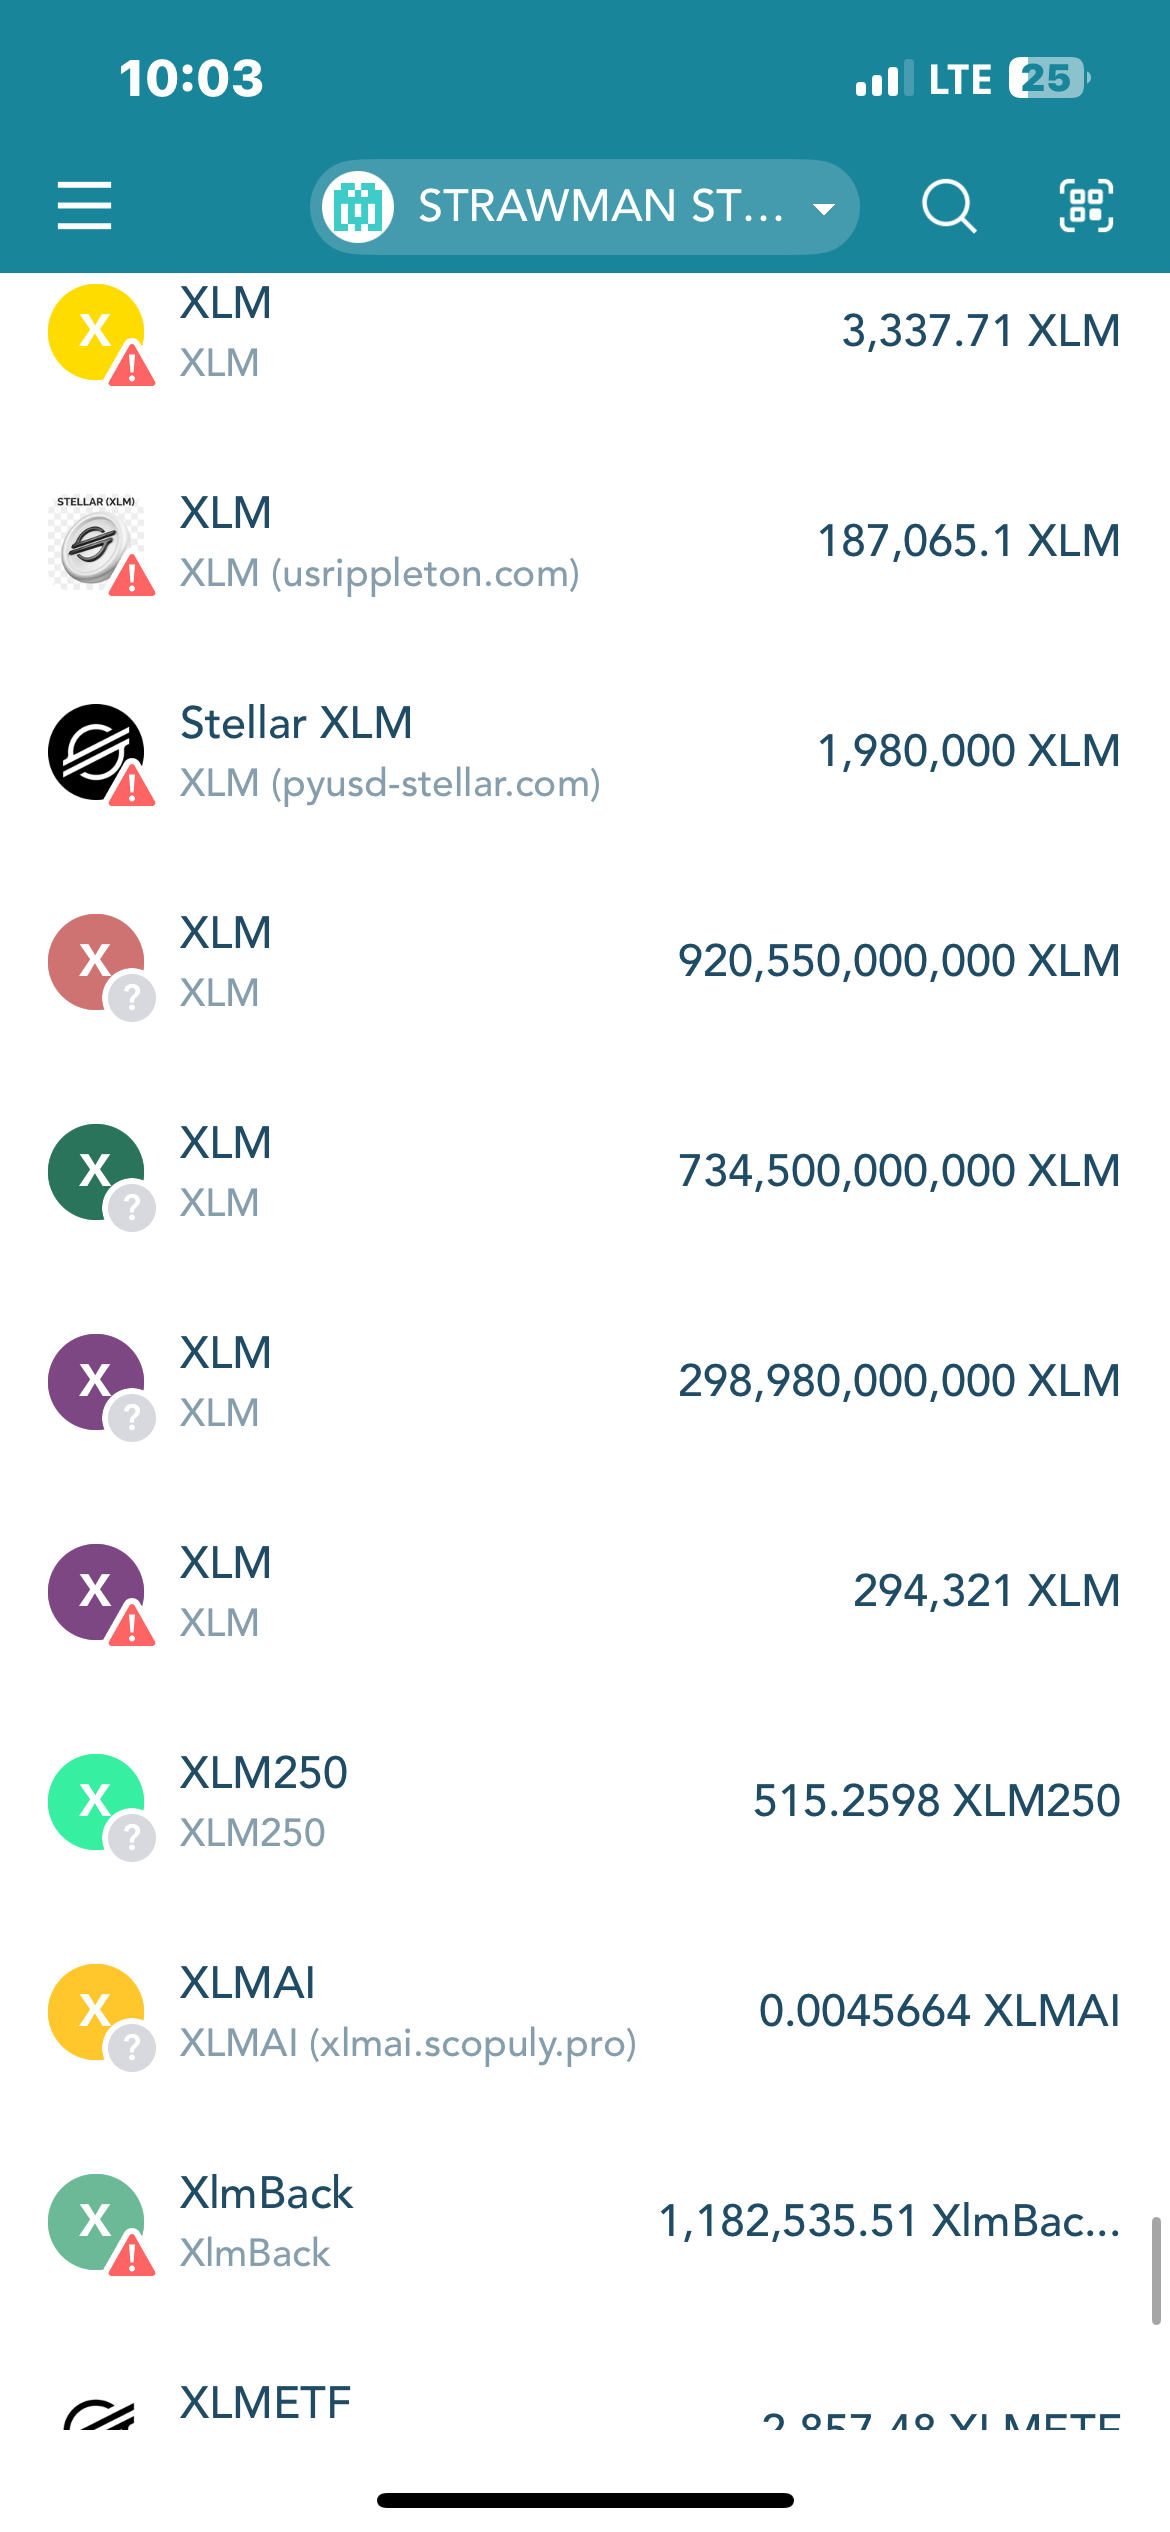 10:03
LTE 25
STRAWMAN ST...
X
XLM
XLM
3,337.71 XLM
STELLAR (XLM)
XLM
XLM (usrippleton.com)
187,065.1 XLM
Stellar XLM
XLM (pyusd-stellar.com)
1,980,000 XLM
X
?
XLM
XLM
920,550,000,000 XLM
X
?
XLM
XLM
734,500,000,000 XLM
X
?
XLM
XLM
298,980,000,000 XLM
X
XLM
XLM
294,321 XLM
X
?
XLM250
XLM250
515.2598 XLM250
X
?
XLMAI
XLMAI (xlmai.scopuly.pro)
0.0045664 XLMAI
X
XlmBack
XlmBack
1,182,535.51 XlmBac...
XLMETF
2,857.48 XLMETF